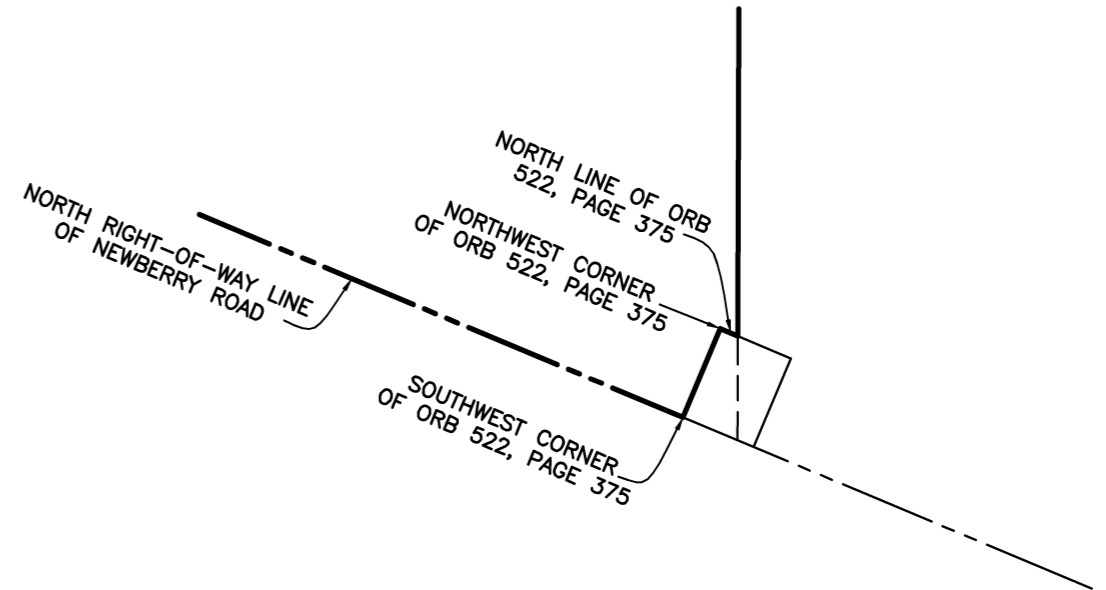 NORTH LINE OF ORB
522, PAGE 375
NORTHWEST CORNER
OF ORB 522, PAGE 375
NORTH RIGHT-OF-WAY LINE
OF NEWBERRY ROAD
SOUTHWEST CORNER
OF ORB 522, PAGE 375